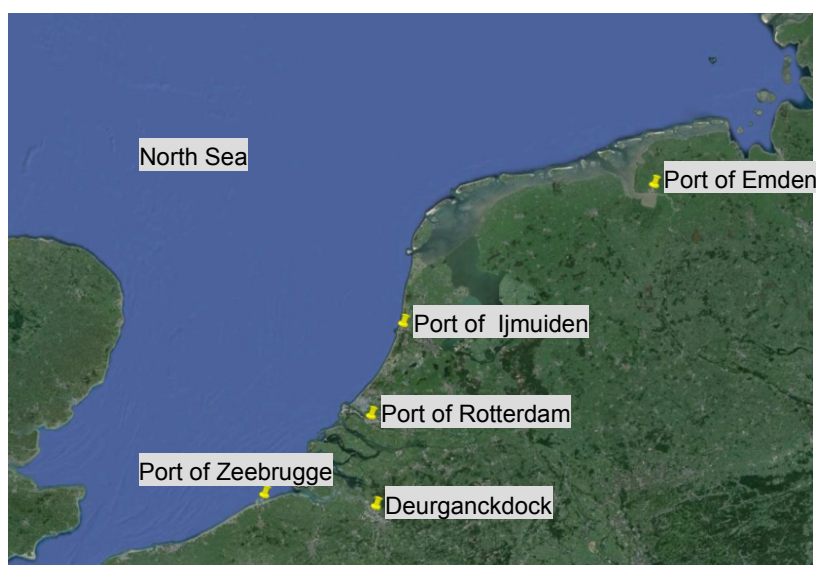 North Sea
Port of Emden
Port of  Ijmuiden
Port of Rotterdam
Port of Zeebrugge
Deurganckdock